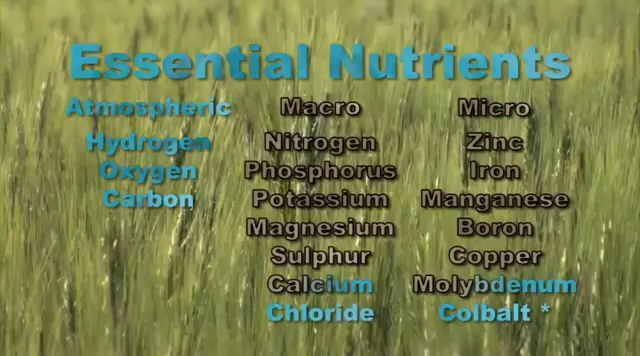 Essential Nutrients
Atmospheric Macro Micro
Hydrogen Nitrogen Zinc
Oxygen Phosphorus Iron
Carbon Potassium Manganese
Magnesium Boron
Sulphur Copper
Calcium Molybdenum
Chloride Colbalt *